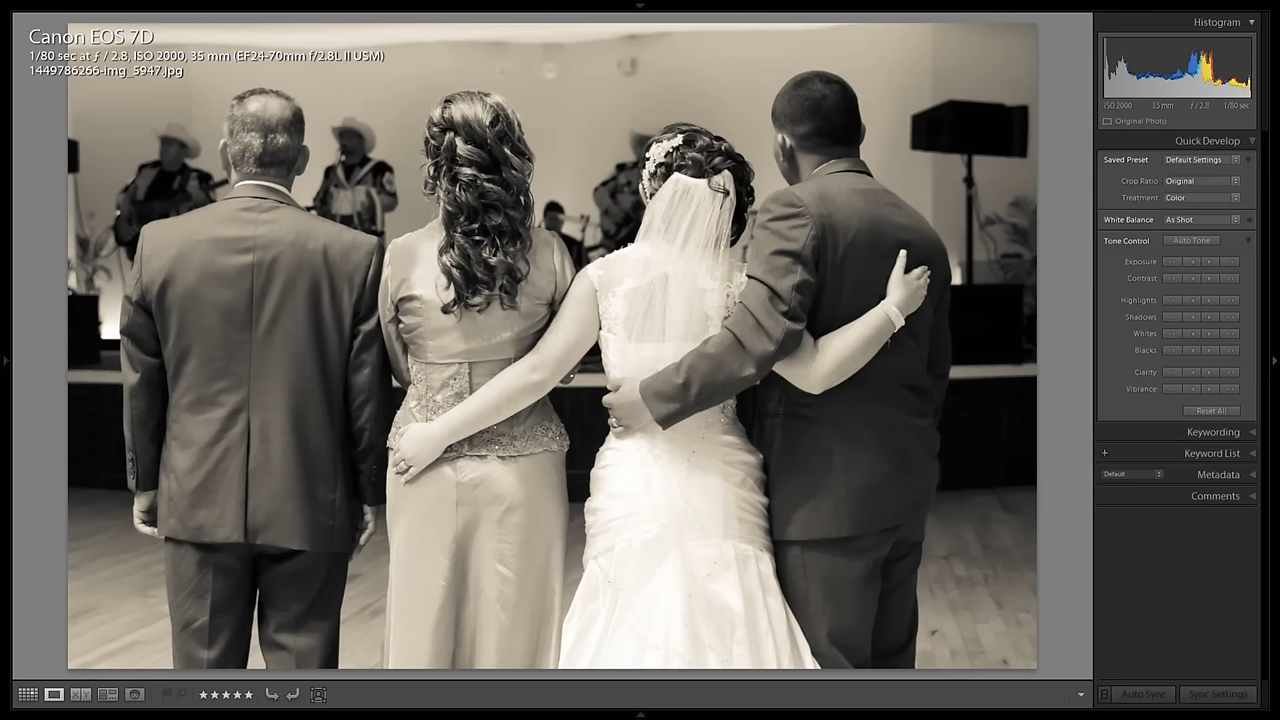 Canon EOS 7D
1/80 sec at ƒ / 2.8, ISO 2000, 35 mm (EF24-70mm f/2.8L II USM)
1449786266-img_5947.jpg
Histogram
ISO 2000 35 mm ƒ / 2.8 1/80 sec
Original Photo
Quick Develop
Saved Preset Default Settings
Crop Ratio Original
Treatment Color
White Balance As Shot
Tone Control Auto Tone
Exposure
Contrast
Highlights
Shadows
Whites
Blacks
Clarity
Vibrance
Reset All
Keywording
+ Keyword List
Default Metadata
Comments
X Y
Auto Sync Sync Settings